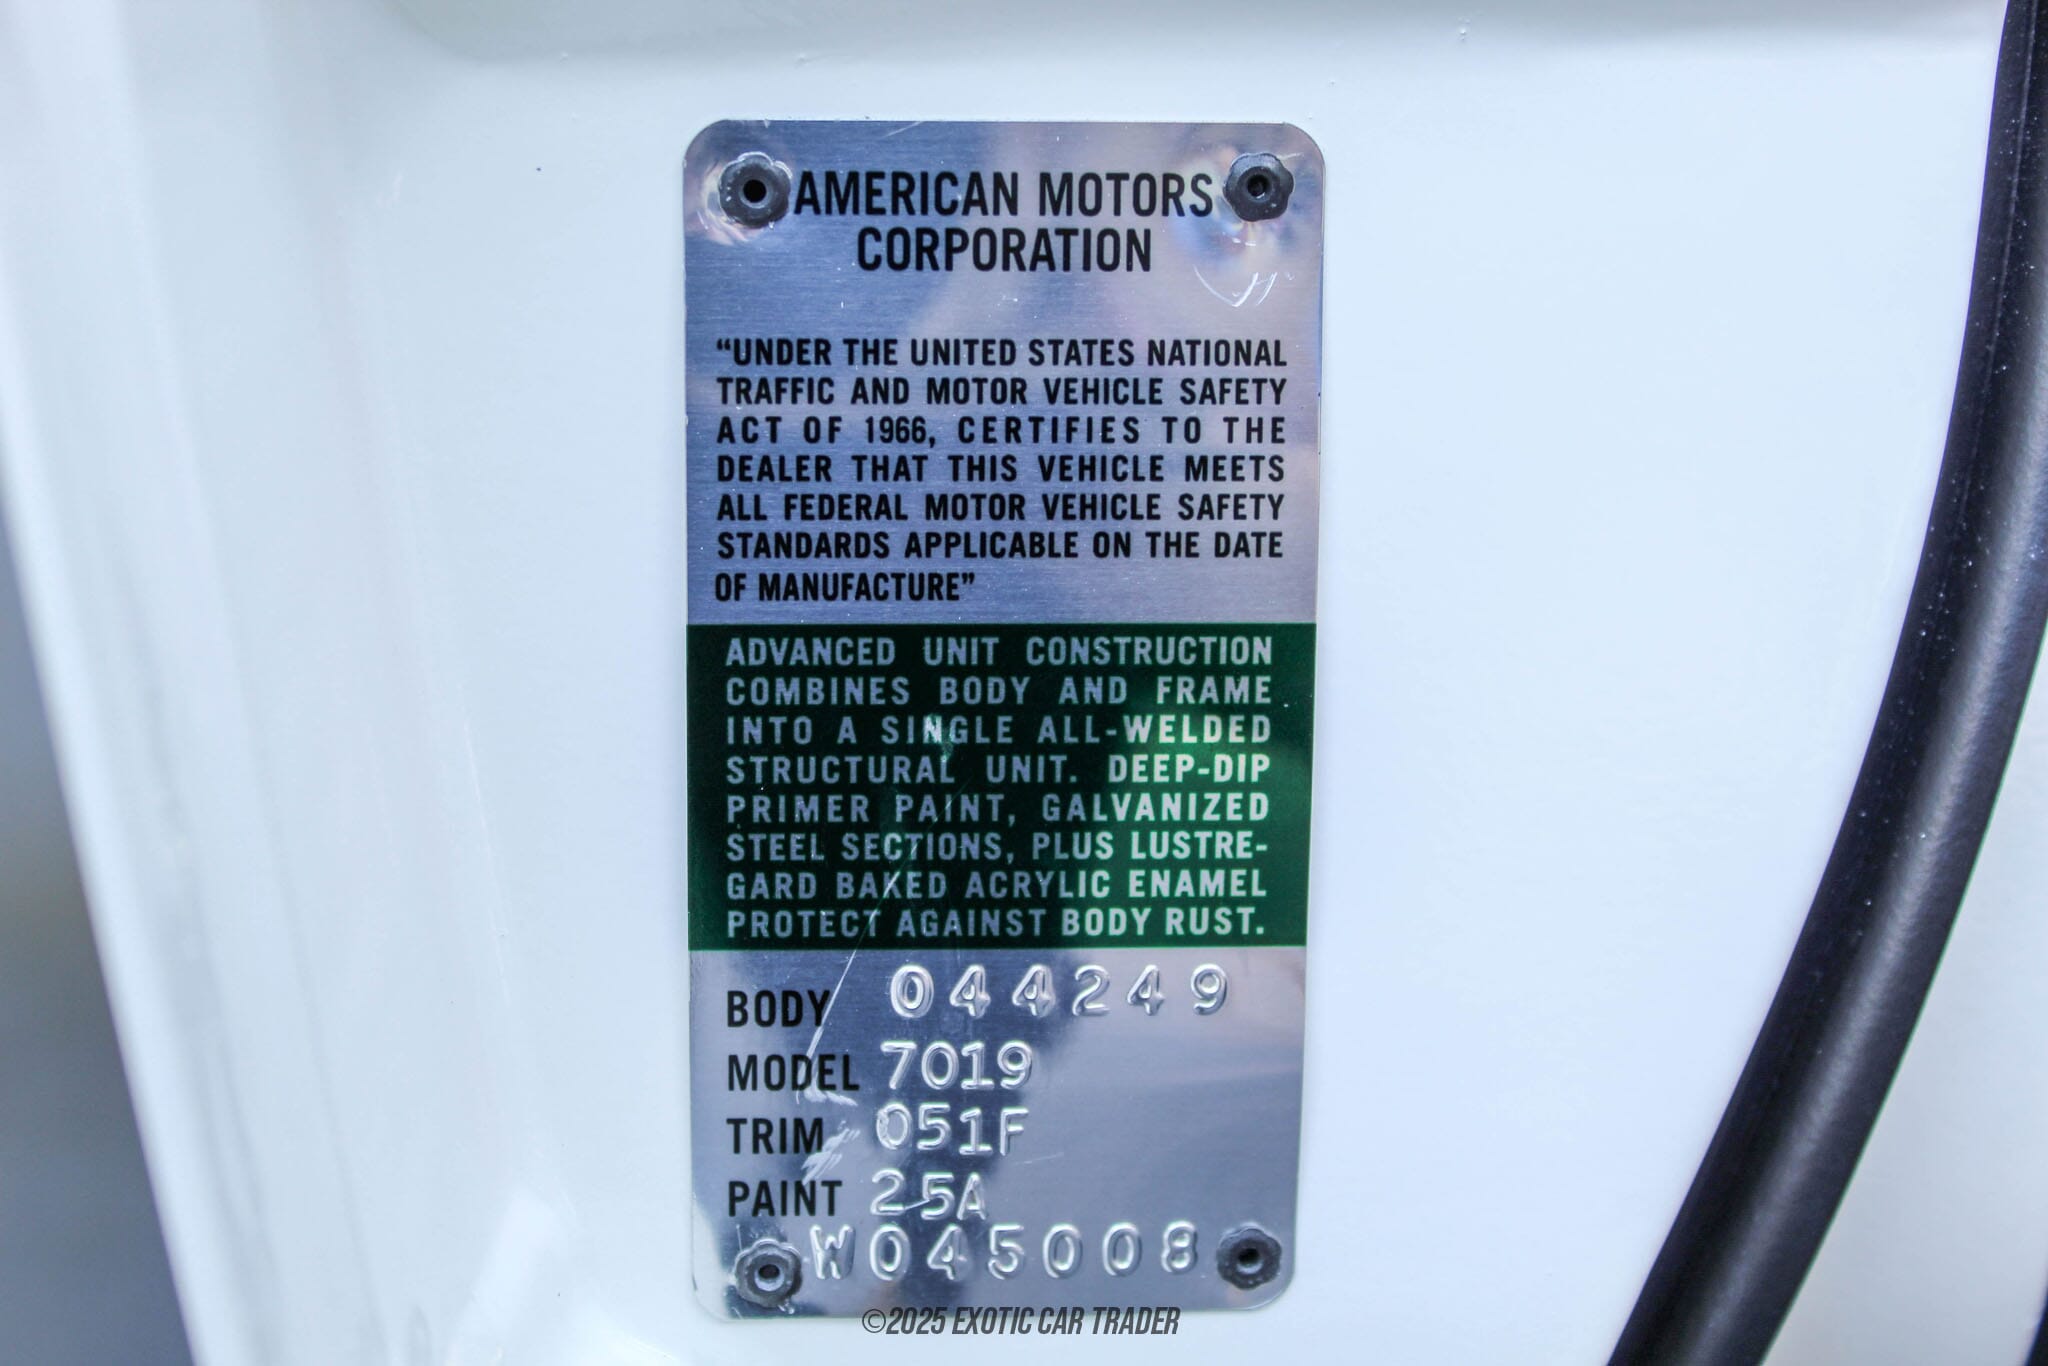 AMERICAN MOTORS
CORPORATION
“UNDER THE UNITED STATES NATIONAL
TRAFFIC AND MOTOR VEHICLE SAFETY
ACT OF 1966, CERTIFIES TO THE
DEALER THAT THIS VEHICLE MEETS
ALL FEDERAL MOTOR VEHICLE SAFETY
STANDARDS APPLICABLE ON THE DATE
OF MANUFACTURE”
ADVANCED UNIT CONSTRUCTION
COMBINES BODY AND FRAME
INTO A SINGLE ALL-WELDED
STRUCTURAL UNIT. DEEP-DIP
PRIMER PAINT, GALVANIZED
STEEL SECTIONS, PLUS LUSTRE-
GARD BAKED ACRYLIC ENAMEL
PROTECT AGAINST BODY RUST.
BODY 044249
MODEL 7019
TRIM 051F
PAINT 25A
W045008
©2025 EXOTIC CAR TRADER